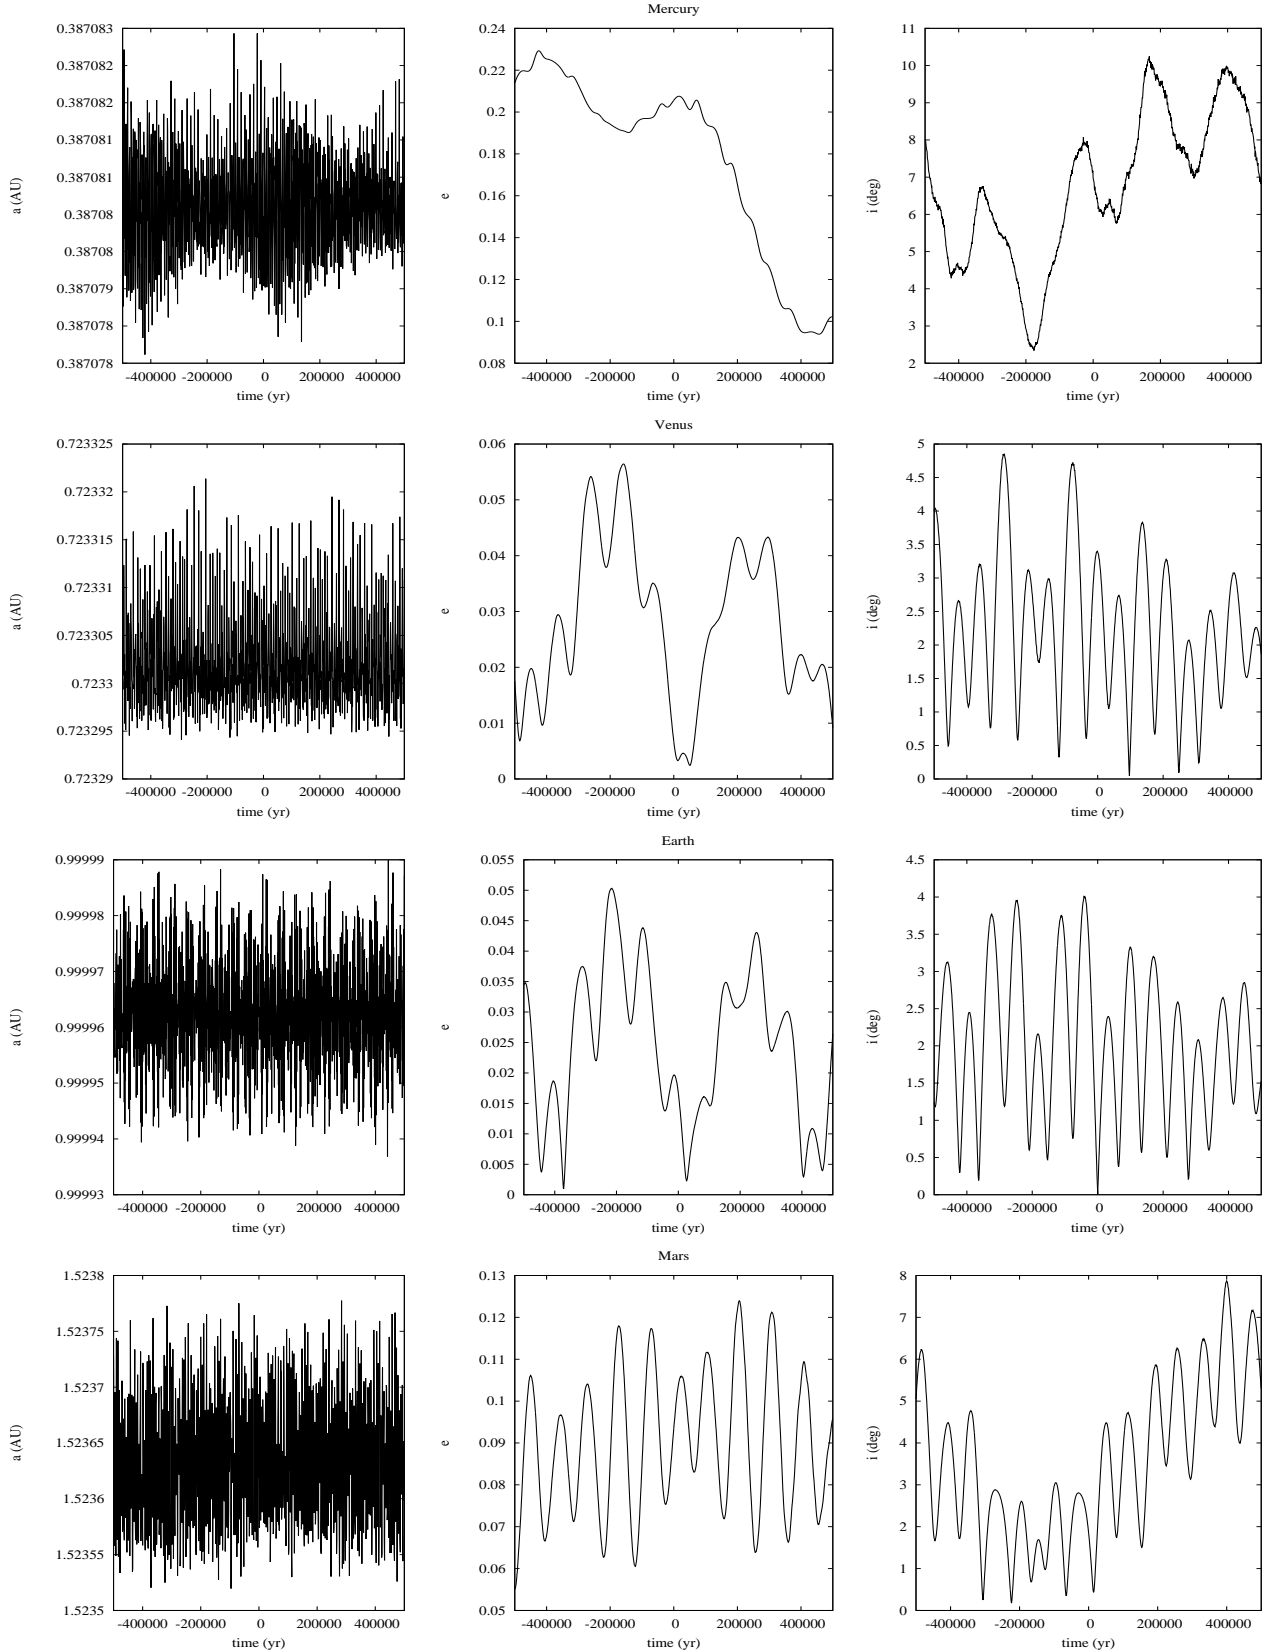 Mercury
0.387083
0.387082
0.387082
0.387081
0.387081
0.38708
0.38708
0.387079
0.387078
0.387078
a (AU)
-400000 -200000 0 200000 400000
time (yr)
0.24
0.22
0.2
0.18
0.16
0.14
0.12
0.1
0.08
e
-400000 -200000 0 200000 400000
time (yr)
11
10
9
8
7
6
5
4
3
2
i (deg)
-400000 -200000 0 200000 400000
time (yr)
Venus
0.723325
0.72332
0.723315
0.72331
0.723305
0.7233
0.723295
0.72329
a (AU)
-400000 -200000 0 200000 400000
time (yr)
0.06
0.05
0.04
0.03
0.02
0.01
0
e
-400000 -200000 0 200000 400000
time (yr)
5
4.5
4
3.5
3
2.5
2
1.5
1
0.5
0
i (deg)
-400000 -200000 0 200000 400000
time (yr)
Earth
0.99999
0.99998
0.99997
0.99996
0.99995
0.99994
0.99993
a (AU)
-400000 -200000 0 200000 400000
time (yr)
0.055
0.05
0.045
0.04
0.035
0.03
0.025
0.02
0.015
0.01
0.005
0
e
-400000 -200000 0 200000 400000
time (yr)
4.5
4
3.5
3
2.5
2
1.5
1
0.5
0
i (deg)
-400000 -200000 0 200000 400000
time (yr)
Mars
1.5238
1.52375
1.5237
1.52365
1.5236
1.52355
1.5235
a (AU)
-400000 -200000 0 200000 400000
time (yr)
0.13
0.12
0.11
0.1
0.09
0.08
0.07
0.06
0.05
e
-400000 -200000 0 200000 400000
time (yr)
8
7
6
5
4
3
2
1
0
i (deg)
-400000 -200000 0 200000 400000
time (yr)